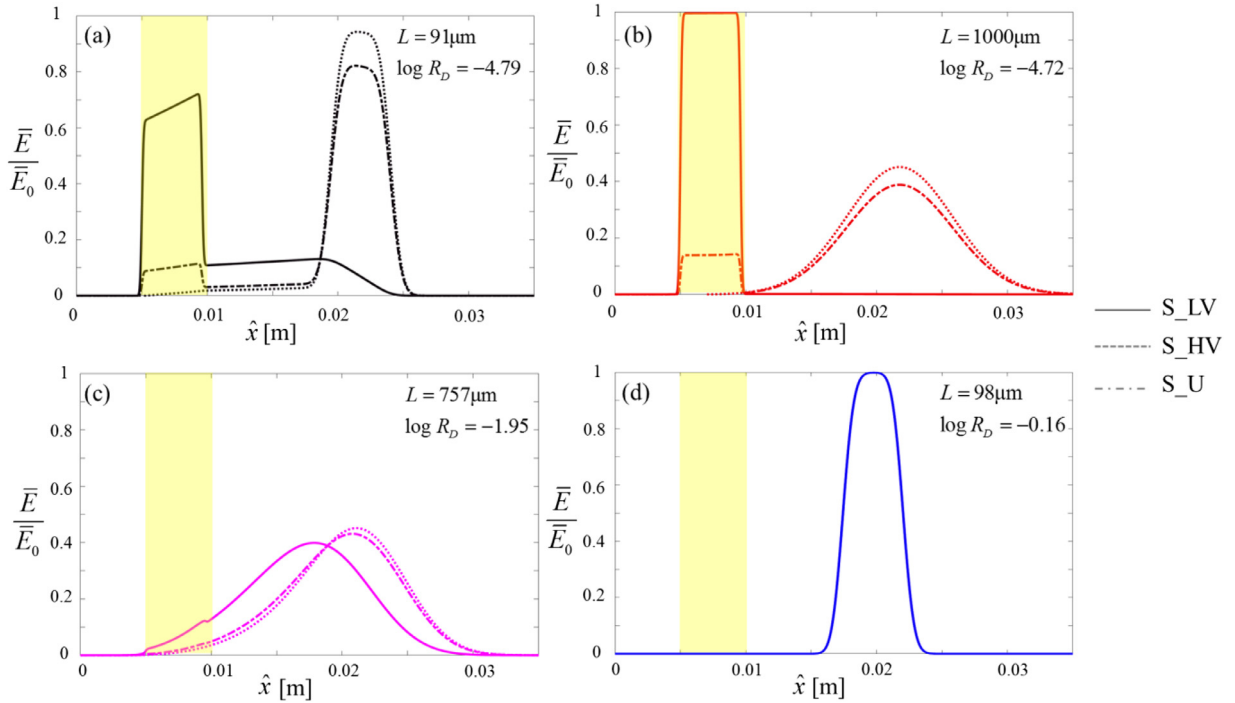 (a)
L = 91μm
log R_D = −4.79
1
0.8
0.6
0.4
0.2
0
Ē
Ē₀
0
0.01
0.02
0.03
x̂ [m]
(b)
L = 1000μm
log R_D = −4.72
1
0.8
0.6
0.4
0.2
0
Ē
Ē₀
0
0.01
0.02
0.03
x̂ [m]
S_LV
S_HV
S_U
(c)
L = 757μm
log R_D = −1.95
1
0.8
0.6
0.4
0.2
0
Ē
Ē₀
0
0.01
0.02
0.03
x̂ [m]
(d)
L = 98μm
log R_D = −0.16
1
0.8
0.6
0.4
0.2
0
Ē
Ē₀
0
0.01
0.02
0.03
x̂ [m]